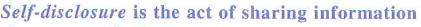 Self-disclosure is the act of sharing information